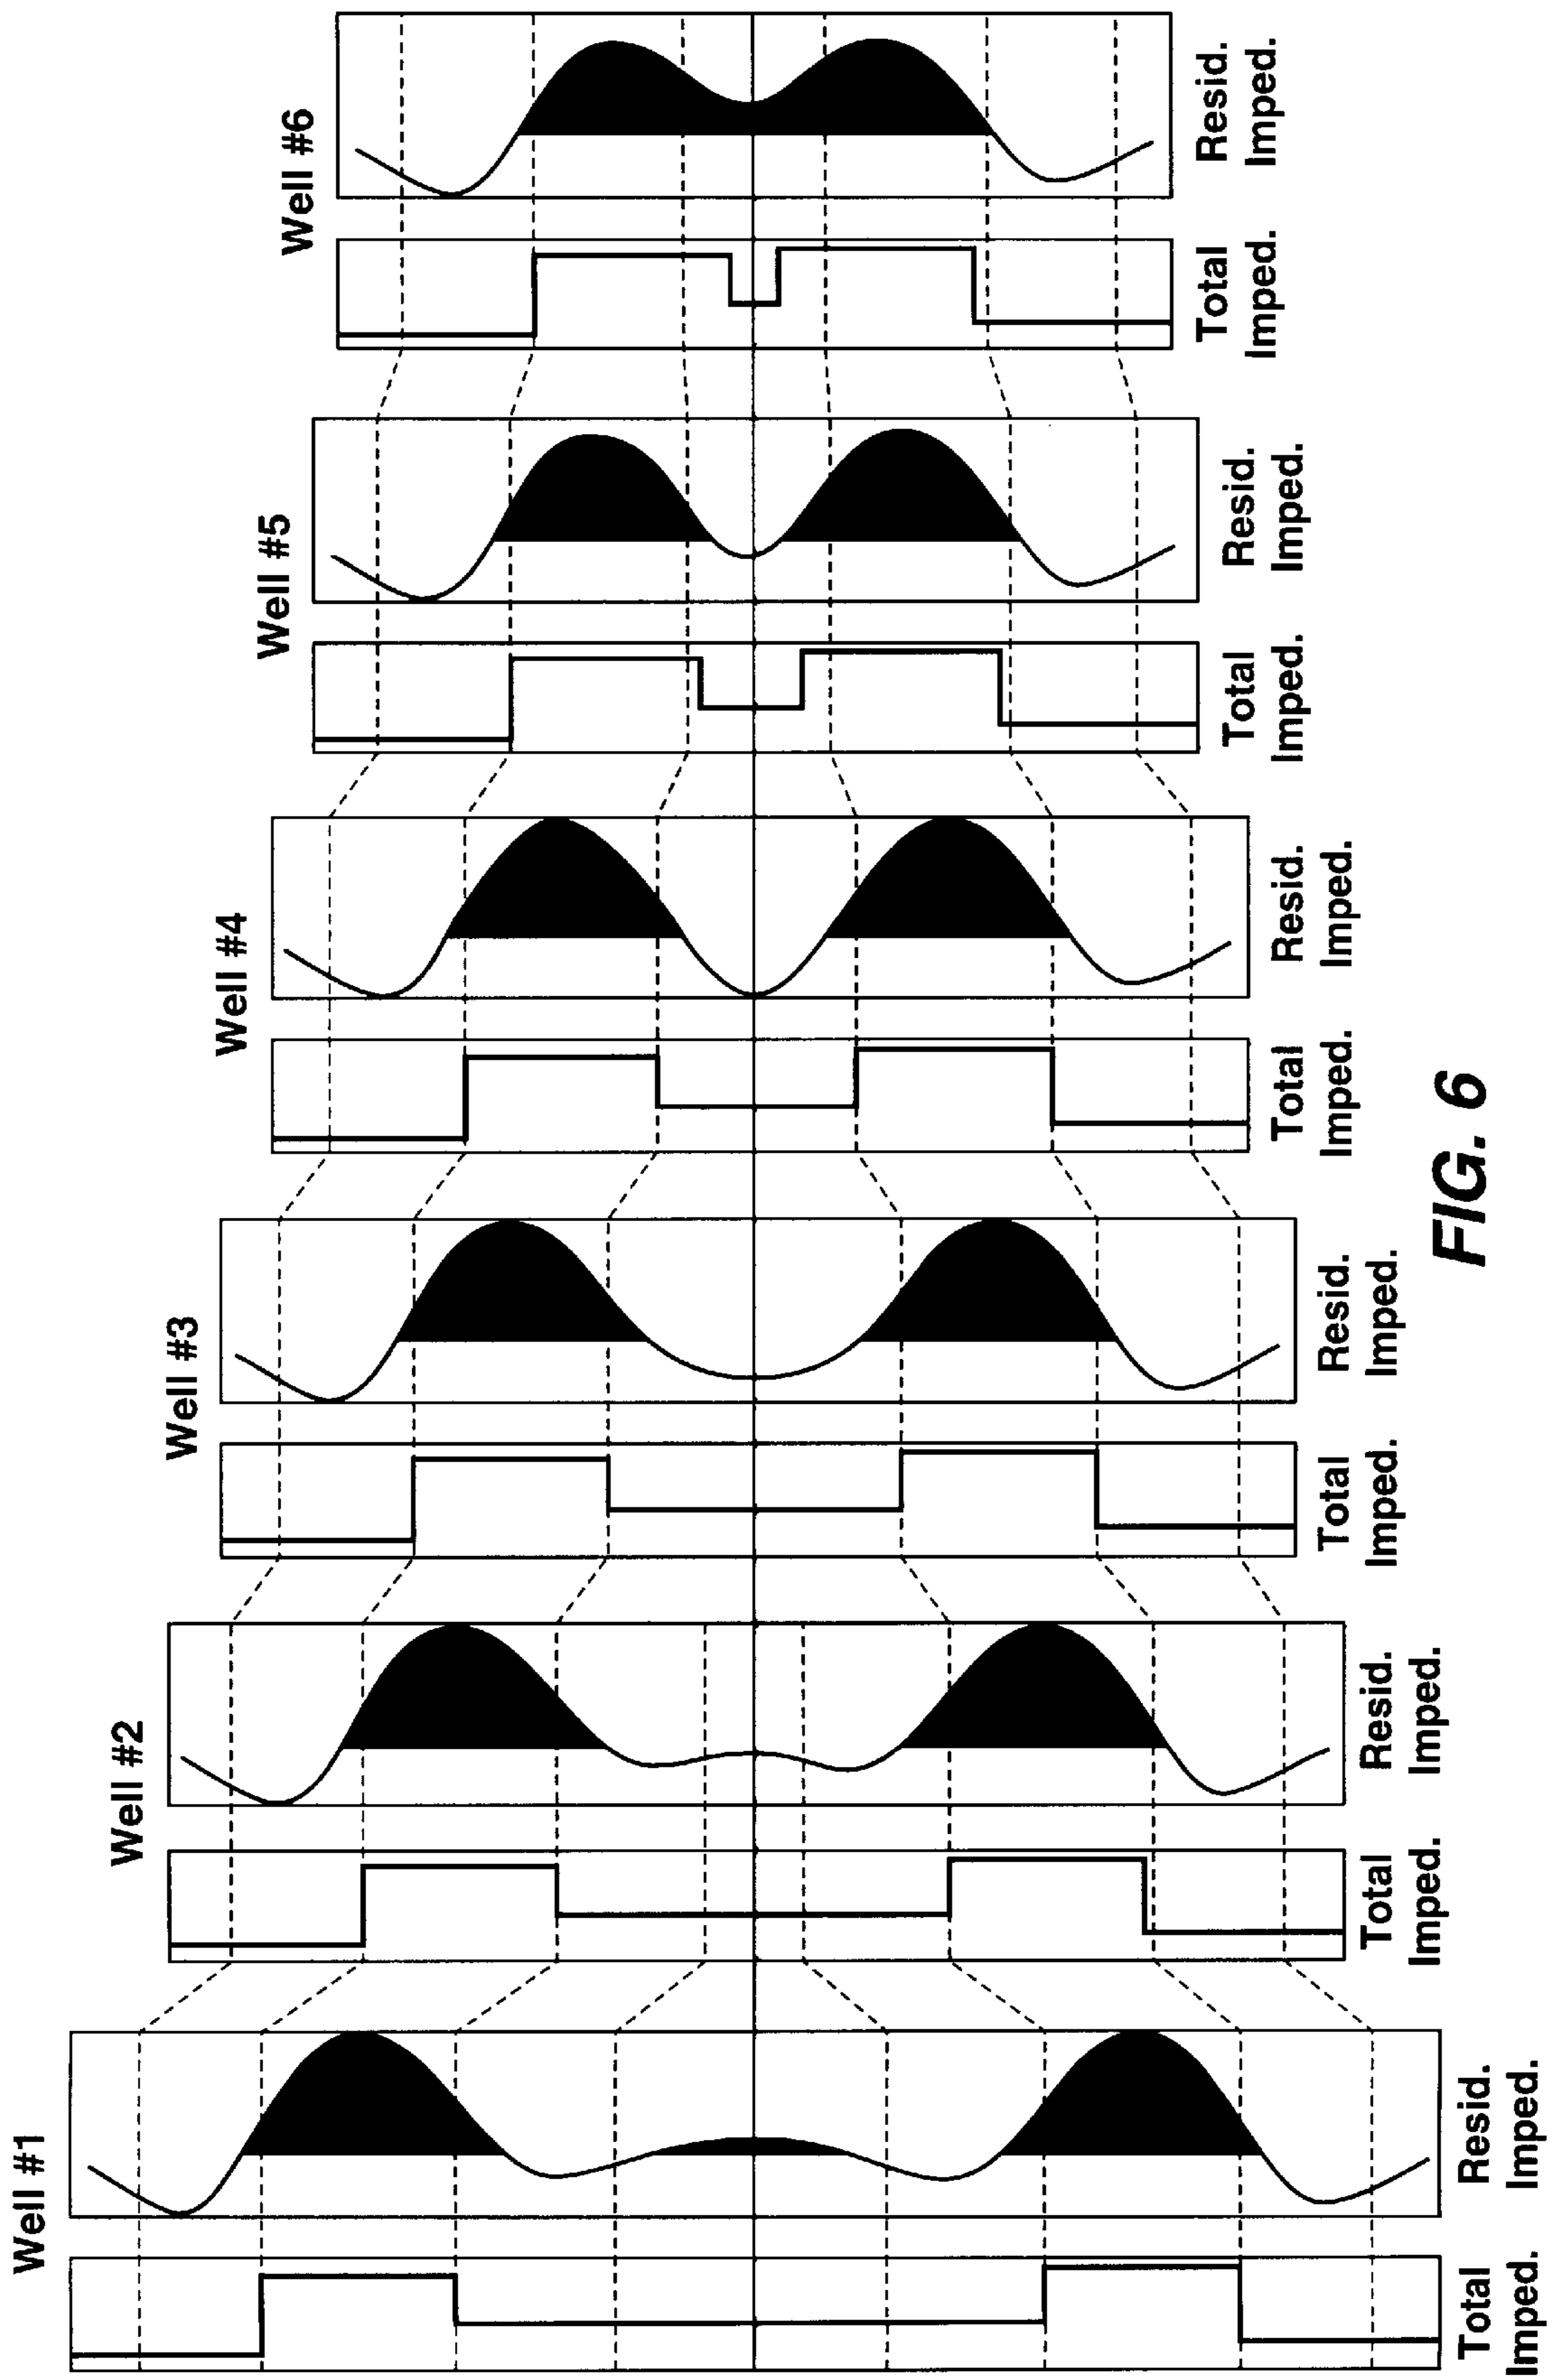 Well #1
Total
Imped.
Resid.
Imped.
Well #2
Total
Imped.
Resid.
Imped.
Well #3
Total
Imped.
Resid.
Imped.
Well #4
Total
Imped.
Resid.
Imped.
Well #5
Total
Imped.
Resid.
Imped.
Well #6
Total
Imped.
Resid.
Imped.
FIG. 6